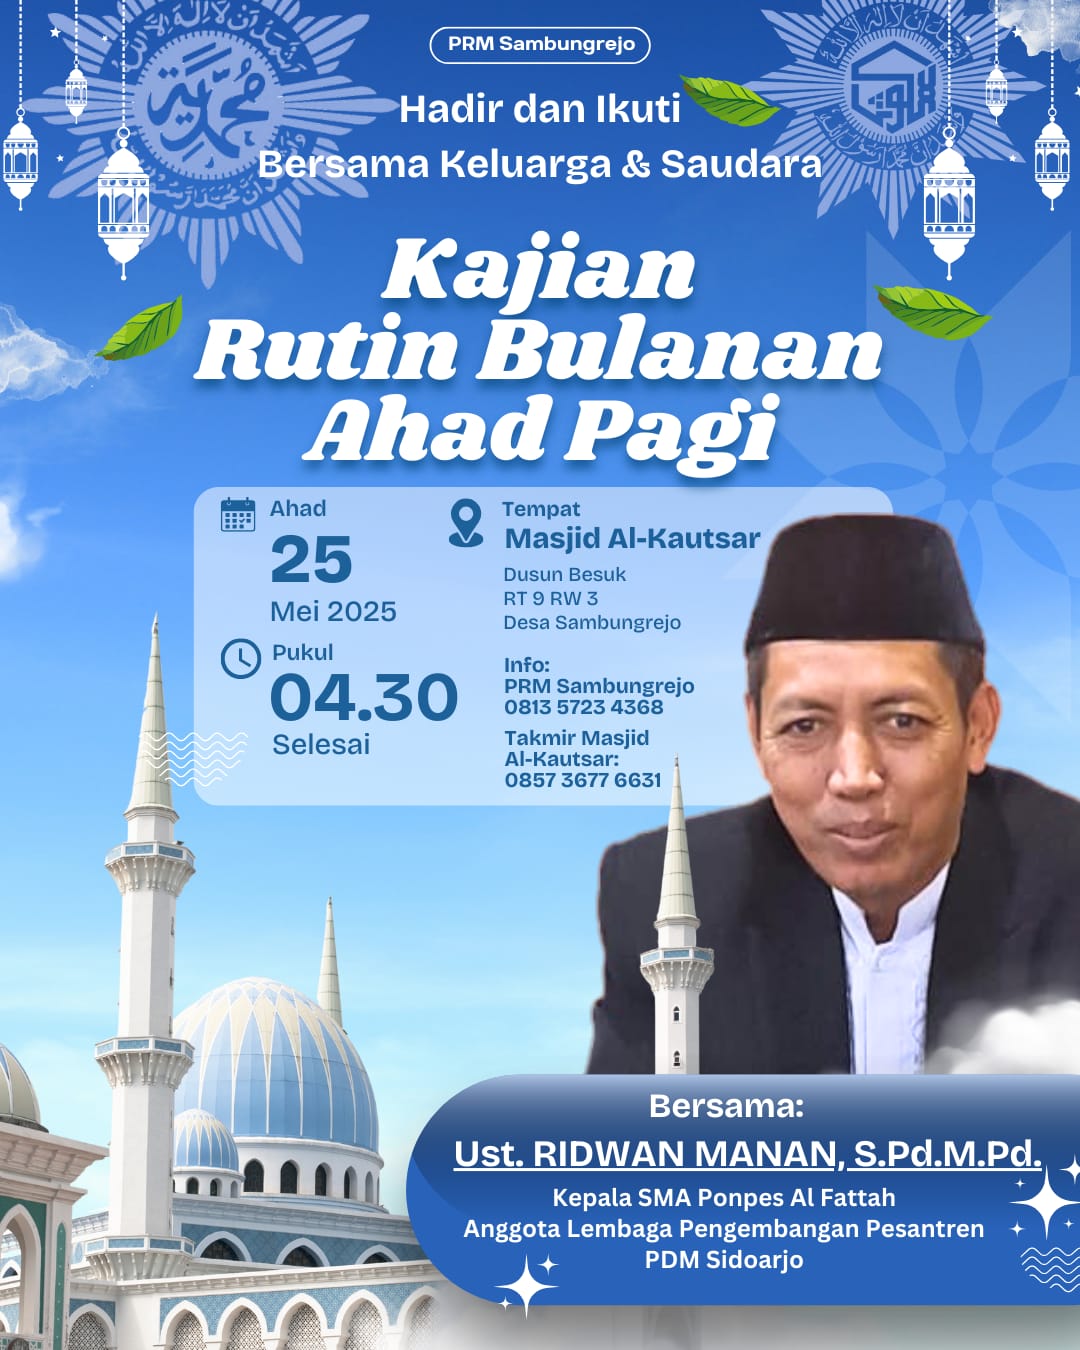 PRM Sambungrejo
Hadir dan Ikuti
Bersama Keluarga & Saudara
Kajian
Rutin Bulanan
Ahad Pagi
Ahad
25
Mei 2025
Pukul
04.30
Selesai
Tempat
Masjid Al-Kautsar
Dusun Besuk
RT 9 RW 3
Desa Sambungrejo
Info:
PRM Sambungrejo
0813 5723 4368
Takmir Masjid
Al-Kautsar:
0857 3677 6631
Bersama:
Ust. RIDWAN MANAN, S.Pd.M.Pd.
Kepala SMA Ponpes Al Fattah
Anggota Lembaga Pengembangan Pesantren
PDM Sidoarjo